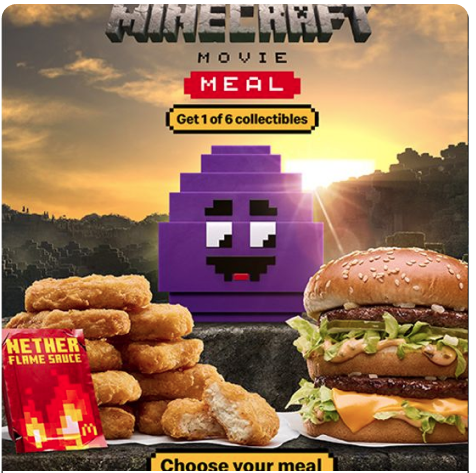 MINECRAFT
MOVIE
MEAL
Get 1 of 6 collectibles
NETHER
FLAME SAUCE
Choose your meal